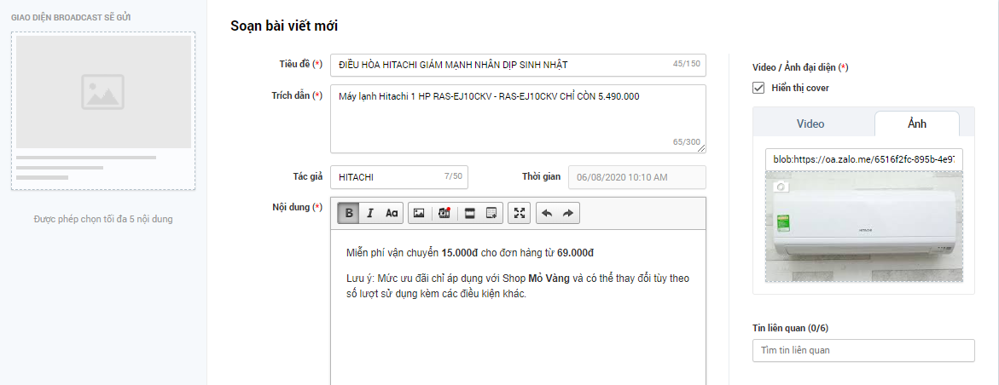 GIAO DIỆN BROADCAST SẼ GỬI
Được phép chọn tối đa 5 nội dung
Soạn bài viết mới
Tiêu đề (*)
ĐIỀU HÒA HITACHI GIẢM MẠNH NHÂN DỊP SINH NHẬT
45/150
Trích dẫn (*)
Máy lạnh Hitachi 1 HP RAS-EJ10CKV - RAS-EJ10CKV CHỈ CÒN 5.490.000
65/300
Tác giả
HITACHI
7/50
Thời gian
06/08/2020 10:10 AM
Nội dung (*)
B I Aa
Miễn phí vận chuyển 15.000đ cho đơn hàng từ 69.000đ
Lưu ý: Mức ưu đãi chỉ áp dụng với Shop Mỏ Vàng và có thể thay đổi tùy theo
số lượt sử dụng kèm các điều kiện khác.
Video / Ảnh đại diện (*)
Hiển thị cover
Video
Ảnh
blob:https://oa.zalo.me/6516f2fc-895b-4e97
HITACHI
Tin liên quan (0/6)
Tìm tin liên quan